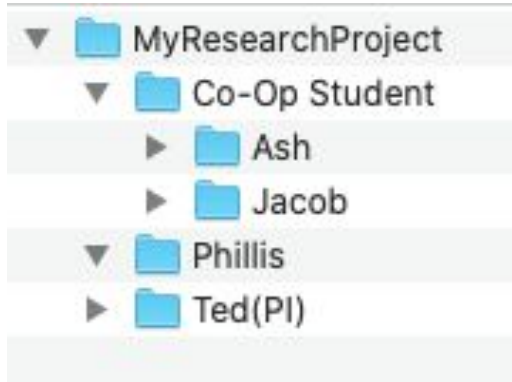 MyResearchProject
Co-Op Student
Ash
Jacob
Phillis
Ted(PI)